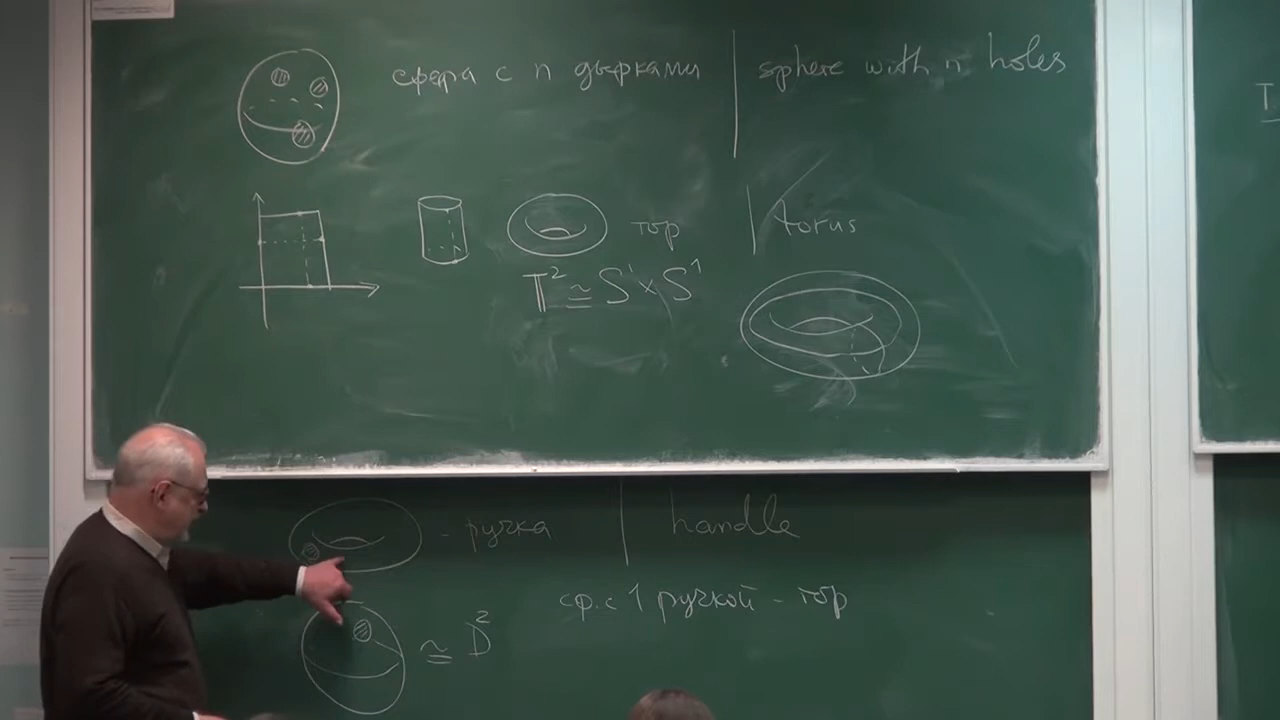 сфера с n дырками | sphere with n holes
тор | torus
T² ≅ S¹ × S¹
- ручка | handle
сф. с 1 ручкой - тор
≅ D²
T